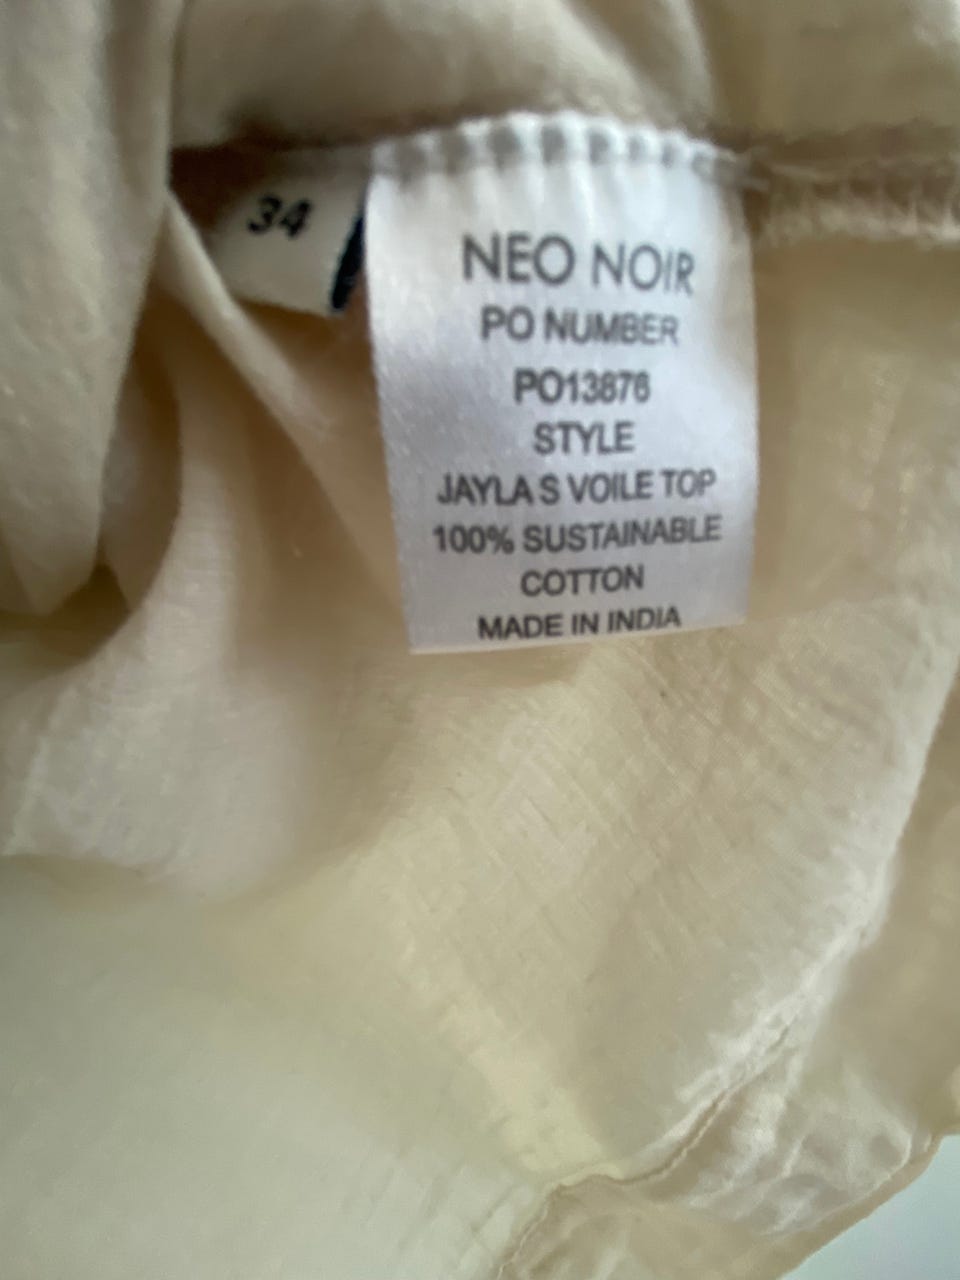 34
NEO NOIR
PO NUMBER
PO13876
STYLE
JAYLA S VOILE TOP
100% SUSTAINABLE
COTTON
MADE IN INDIA